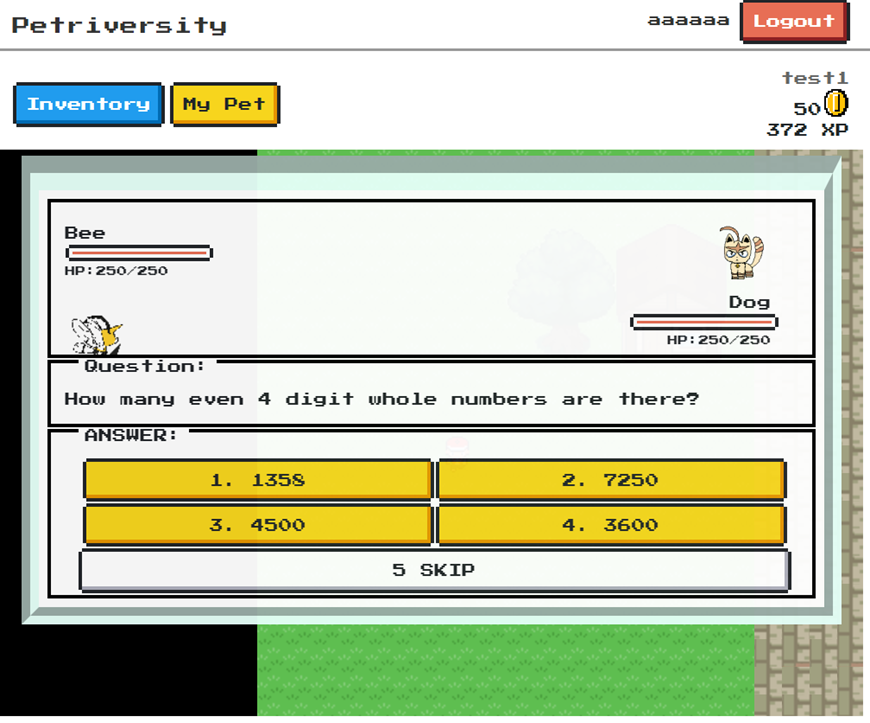 Petriversity
aaaaaa
Logout
Inventory
My Pet
test1
50
372 XP
Bee
HP:250/250
Dog
HP:250/250
Question:
How many even 4 digit whole numbers are there?
ANSWER:
1. 1358
2. 7250
3. 4500
4. 3600
5 SKIP